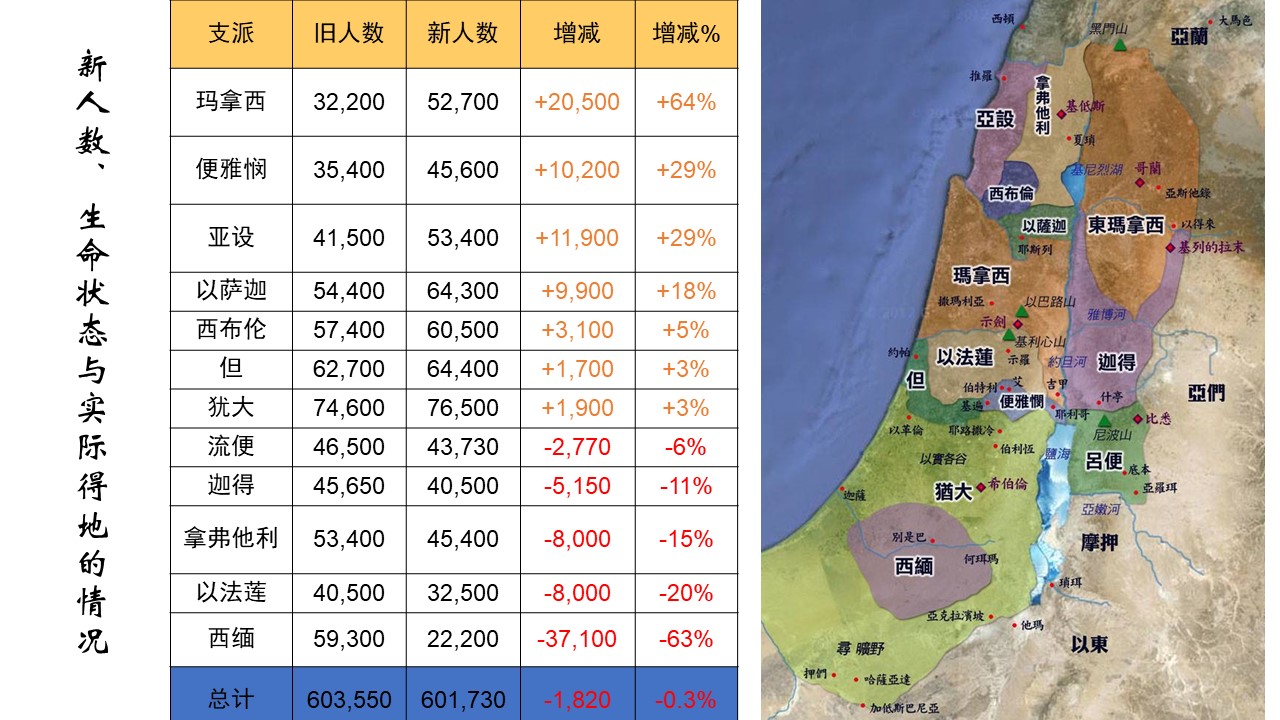 新人数、生命状态与实际得地的情况
支派 旧人数 新人数 增减 增减%
玛拿西 32,200 52,700 +20,500 +64%
便雅悯 35,400 45,600 +10,200 +29%
亚设 41,500 53,400 +11,900 +29%
以萨迦 54,400 64,300 +9,900 +18%
西布伦 57,400 60,500 +3,100 +5%
但 62,700 64,400 +1,700 +3%
犹大 74,600 76,500 +1,900 +3%
流便 46,500 43,730 -2,770 -6%
迦得 45,650 40,500 -5,150 -11%
拿弗他利 53,400 45,400 -8,000 -15%
以法莲 40,500 32,500 -8,000 -20%
西缅 59,300 22,200 -37,100 -63%
总计 603,550 601,730 -1,820 -0.3%
西頓
大馬色
黑門山
亞蘭
推羅
拿弗他利
基低斯
亞設
夏瑣
基尼烈湖
哥蘭
亞斯他錄
西布倫
以薩迦
東瑪拿西
以得來
耶斯列
基列的拉末
瑪拿西
撒瑪利亞
以巴路山
示劍
雅博河
基利心山
約帕
以法蓮
示羅
約旦河
迦得
但
伯特利
艾
吉甲
亞們
基遍
便雅憫
什亭
耶利哥
比悉
以革倫
耶路撒冷
尼波山
伯利恆
鹽海
以實各谷
呂便
底本
猶大
希伯倫
亞羅珥
迦薩
亞嫩河
別是巴
摩押
西緬
何珥瑪
瑣珥
亞克拉濱坡
他瑪
尋 曠野
以東
押們
哈薩亞達
加低斯巴尼亞